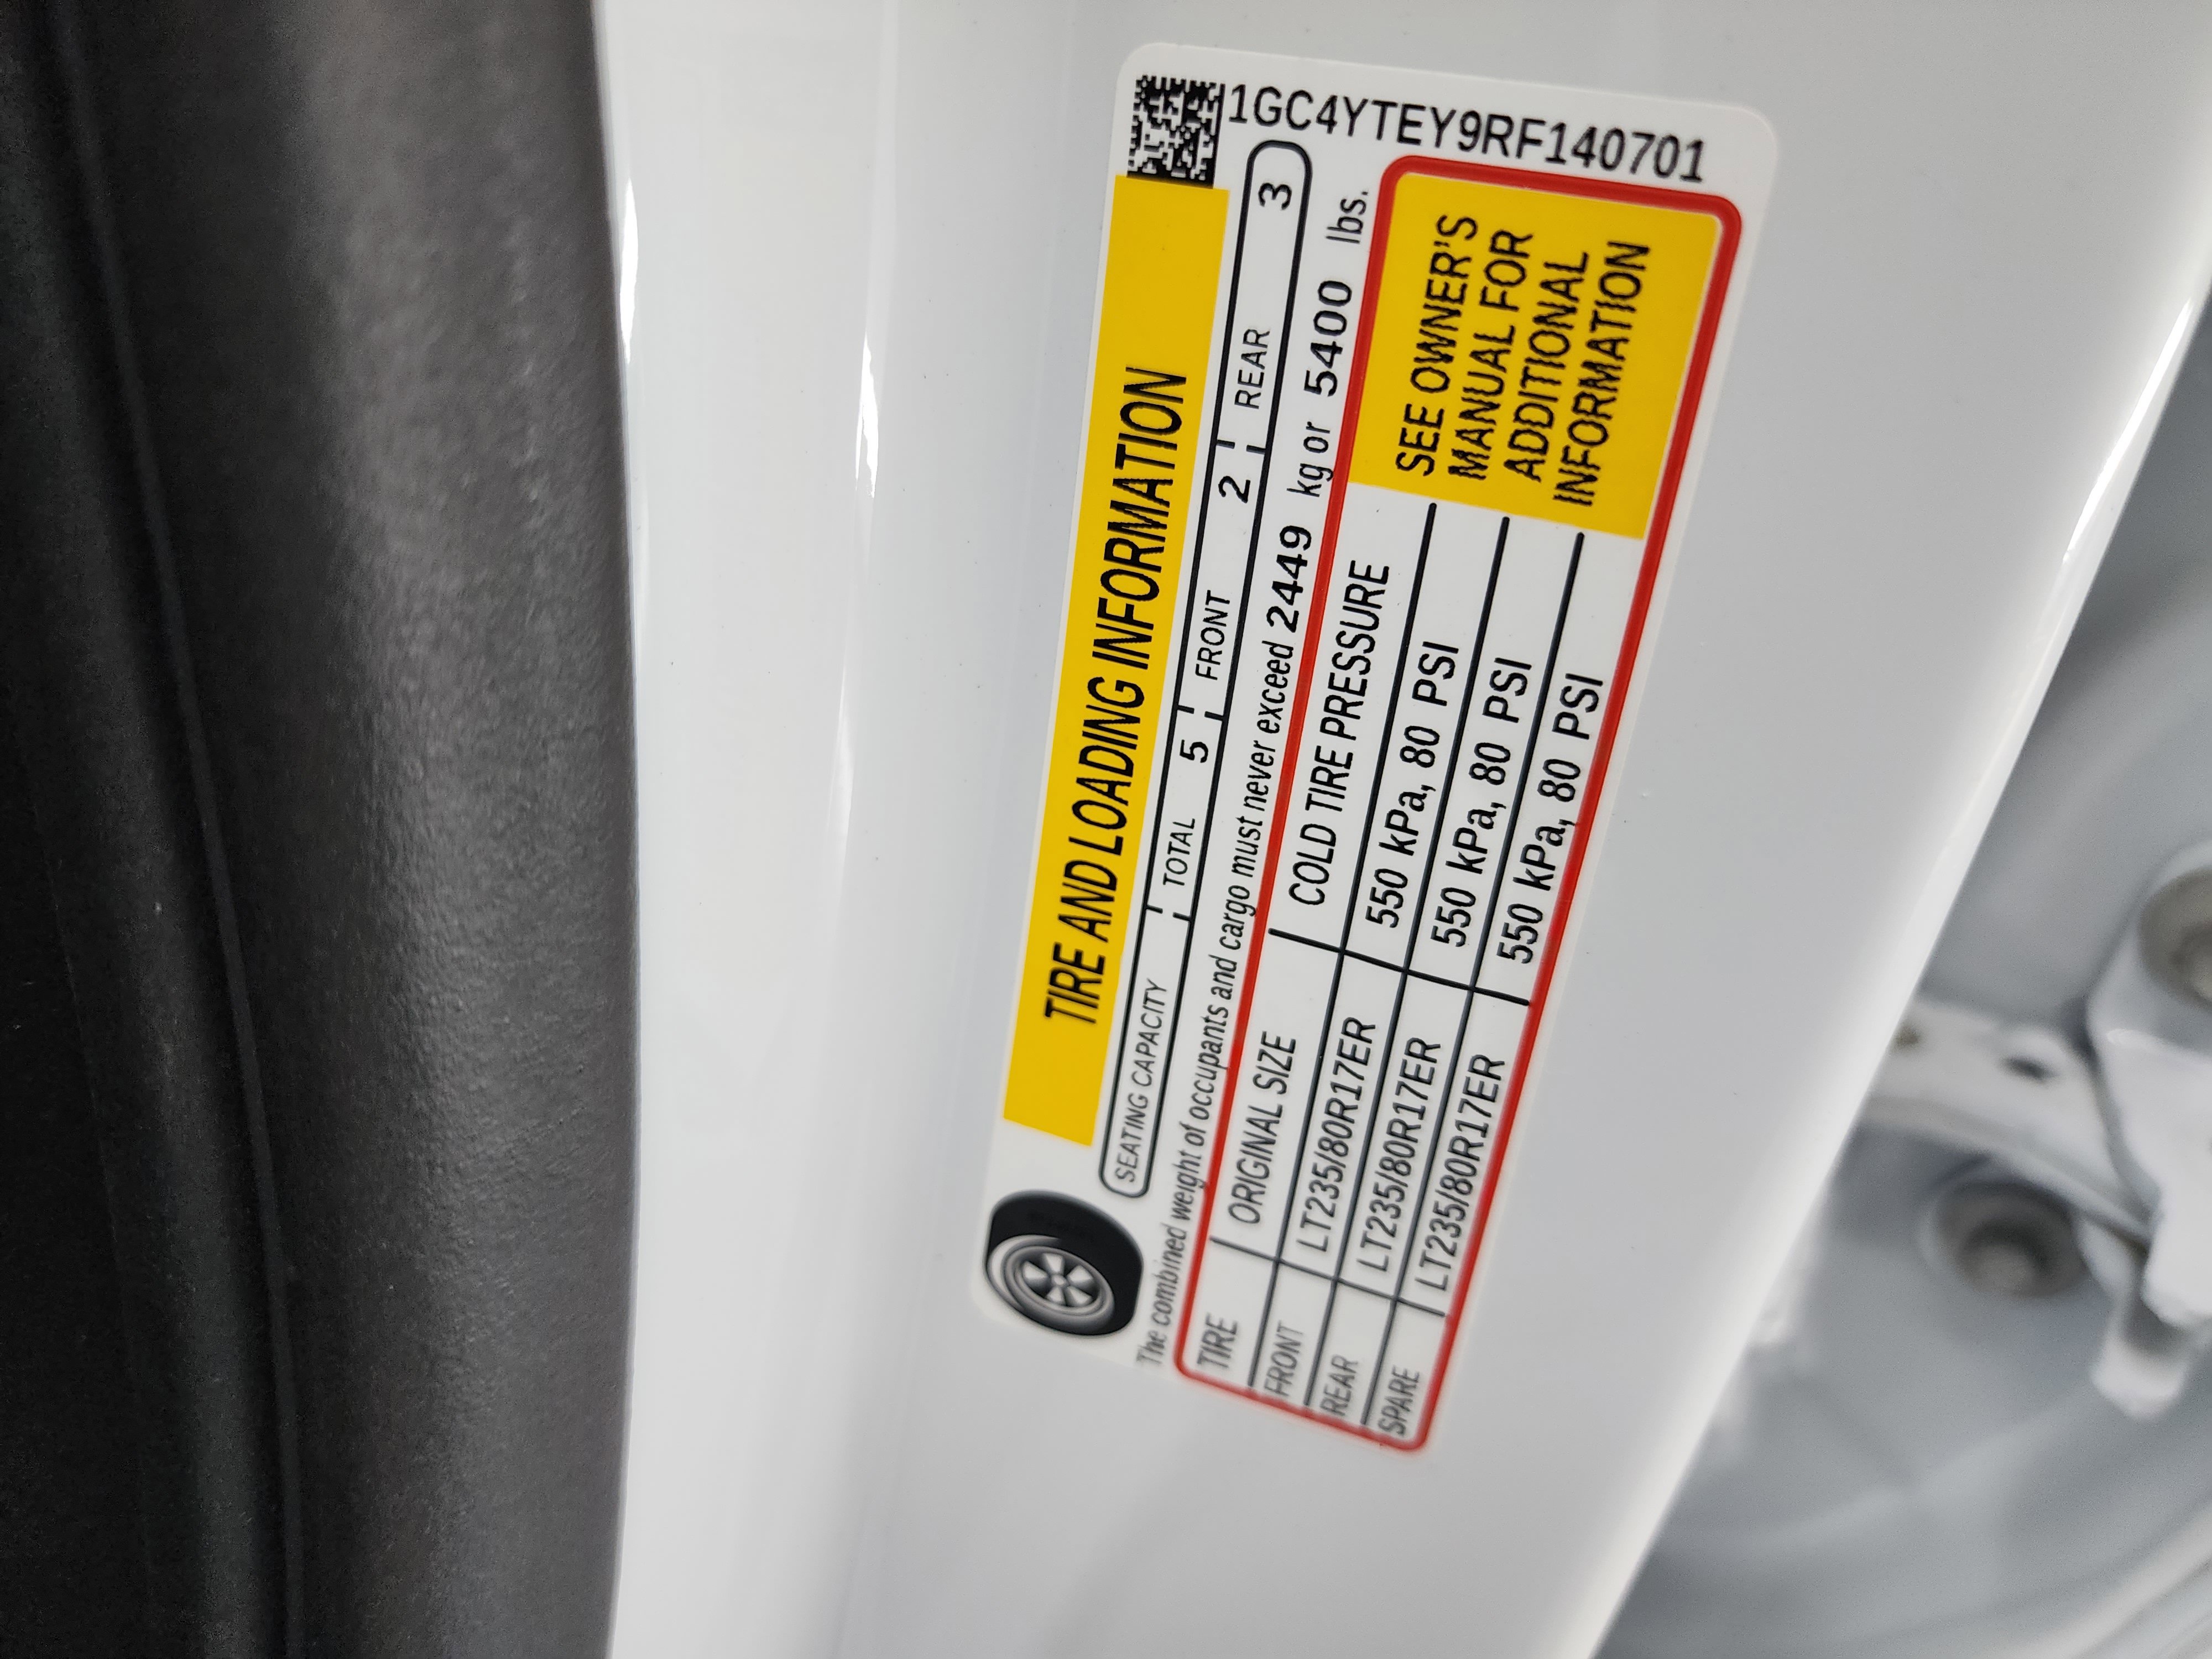 TIRE AND LOADING INFORMATION
SEATING CAPACITY TOTAL 5 FRONT 2 REAR 3
The combined weight of occupants and cargo must never exceed 2449 kg or 5400 lbs.
TIRE ORIGINAL SIZE COLD TIRE PRESSURE
FRONT LT235/80R17ER 550 kPa, 80 PSI
REAR LT235/80R17ER 550 kPa, 80 PSI
SPARE LT235/80R17ER 550 kPa, 80 PSI
SEE OWNER'S
MANUAL FOR
ADDITIONAL
INFORMATION
1GC4YTEY9RF140701